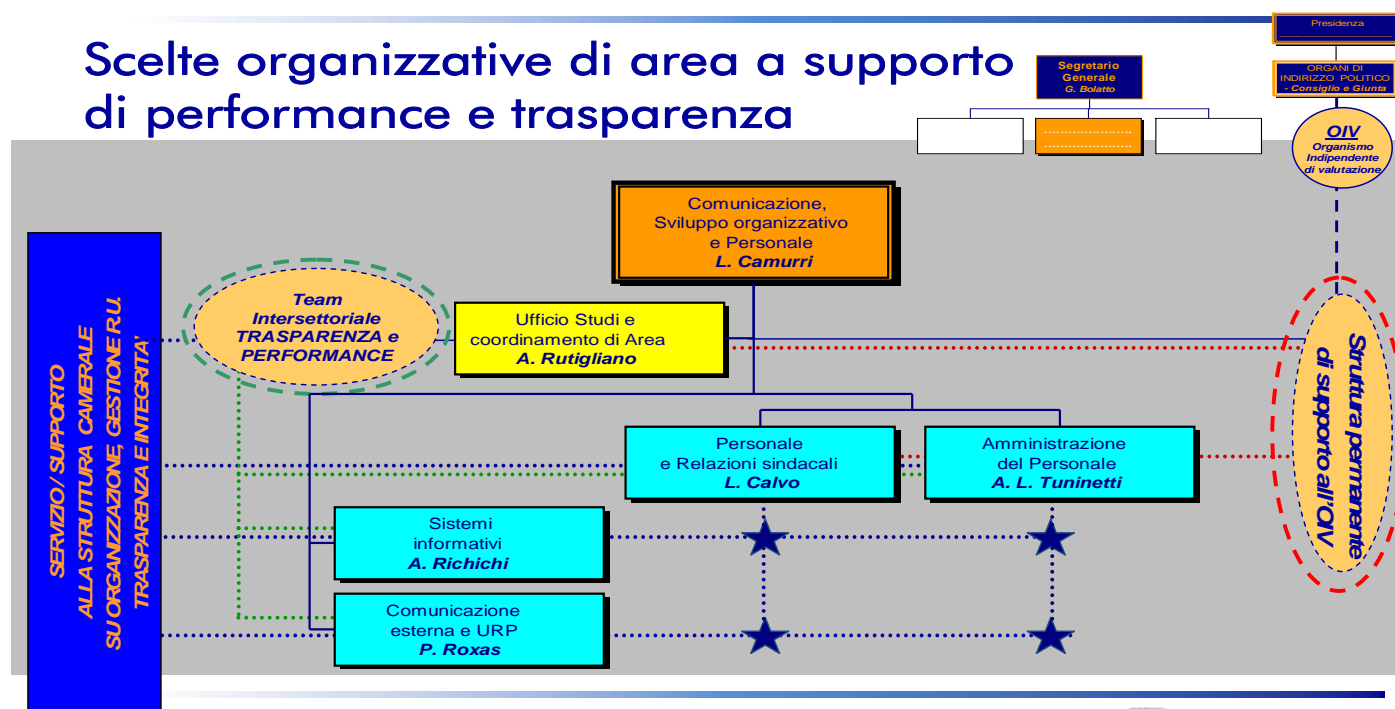 Scelte organizzative di area a supporto
di performance e trasparenza
Presidenza
ORGANI DI
INDIRIZZO POLITICO
- Consiglio e Giunta
Segretario
Generale
G. Bolatto
.......................
.......................
OIV
Organismo
Indipendente
di valutazione
Comunicazione,
Sviluppo organizzativo
e Personale
L. Camurri
SERVIZIO / SUPPORTO
ALLA STRUTTURA CAMERALE
SU ORGANIZZAZIONE, GESTIONE R.U.
TRASPARENZA E INTEGRITA'
Team
Intersettoriale
TRASPARENZA e
PERFORMANCE
Ufficio Studi e
coordinamento di Area
A. Rutigliano
Struttura permanente
di supporto all'OIV
Personale
e Relazioni sindacali
L. Calvo
Amministrazione
del Personale
A. L. Tuninetti
Sistemi
informativi
A. Richichi
Comunicazione
esterna e URP
P. Roxas